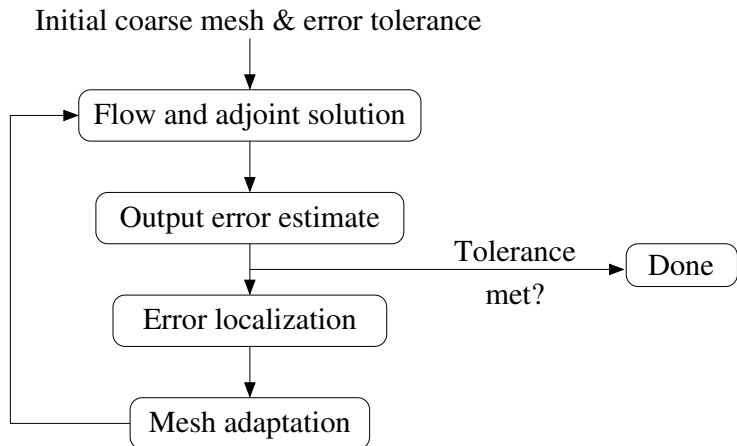 Initial coarse mesh & error tolerance
Flow and adjoint solution
Output error estimate
Tolerance
met?
Done
Error localization
Mesh adaptation